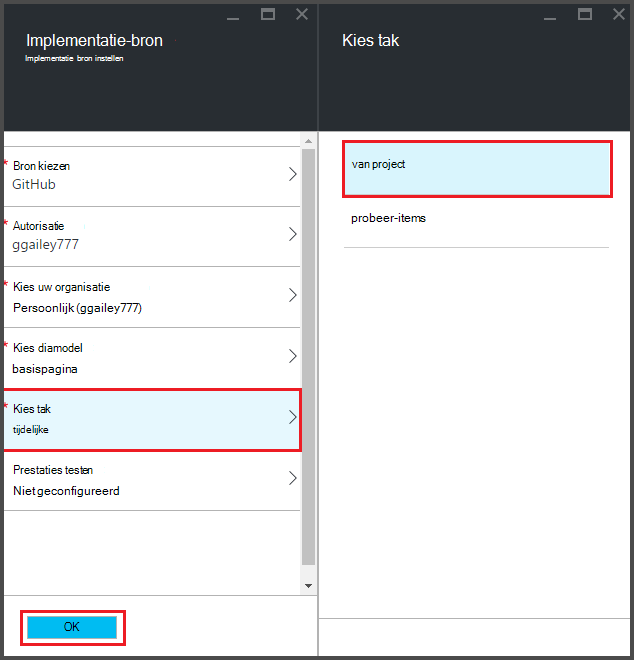 Implementatie-bron
Implementatie bron instellen
* Bron kiezen
GitHub
* Autorisatie
ggailey777
* Kies uw organisatie
Persoonlijk (ggailey777)
* Kies diamodel
basispagina
* Kies tak
tijdelijke
Prestaties testen
Niet geconfigureerd
OK
Kies tak
van project
probeer-items